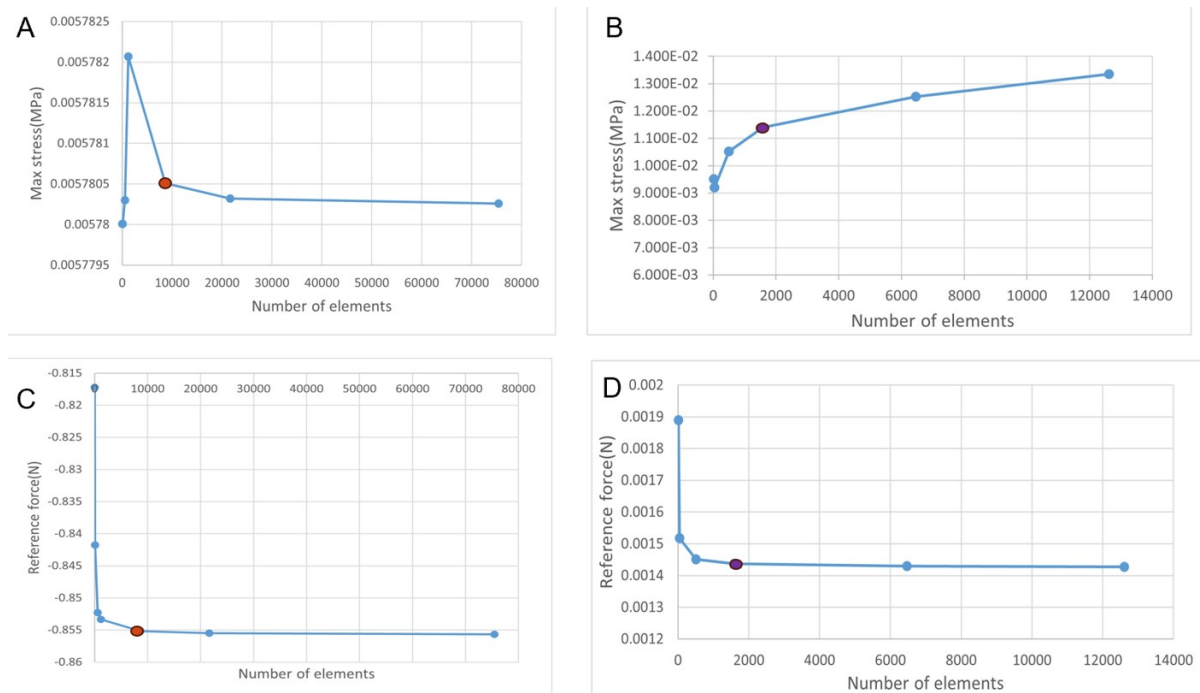 A
0.0057825
0.005782
0.0057815
0.005781
0.0057805
0.00578
0.0057795
Max stress(MPa)
0 10000 20000 30000 40000 50000 60000 70000 80000
Number of elements
B
1.400E-02
1.300E-02
1.200E-02
1.100E-02
1.000E-02
9.000E-03
8.000E-03
7.000E-03
6.000E-03
Max stress(MPa)
0 2000 4000 6000 8000 10000 12000 14000
Number of elements
C
-0.815
-0.82
-0.825
-0.83
-0.835
-0.84
-0.845
-0.85
-0.855
-0.86
Reference force(N)
0 10000 20000 30000 40000 50000 60000 70000 80000
Number of elements
D
0.002
0.0019
0.0018
0.0017
0.0016
0.0015
0.0014
0.0013
0.0012
Reference force(N)
0 2000 4000 6000 8000 10000 12000 14000
Number of elements